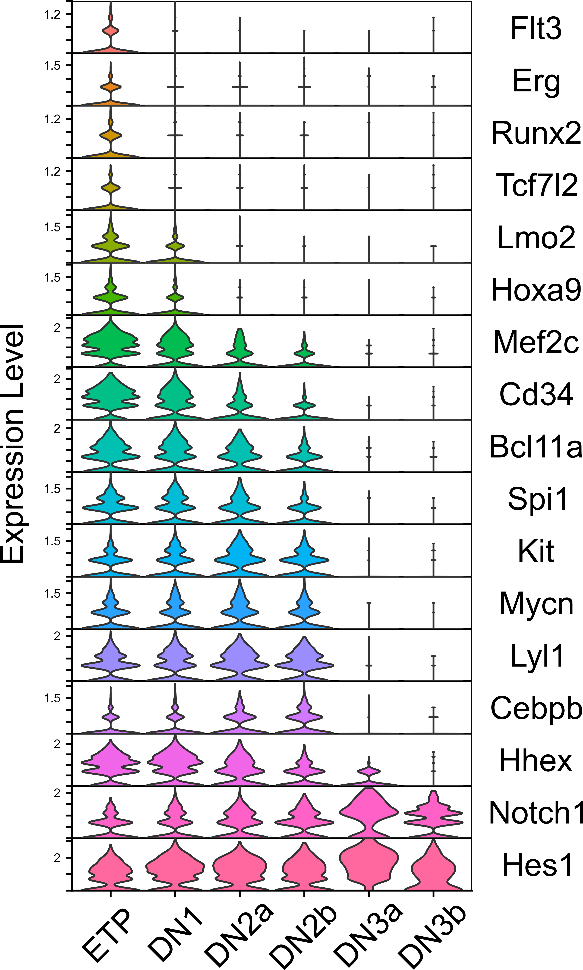 1.2 Flt3
1.5 Erg
1.2 Runx2
1.2 Tcf7l2
1.5 Lmo2
1.5 Hoxa9
2 Mef2c
2 Cd34
2 Bcl11a
1.5 Spi1
1.5 Kit
1.5 Mycn
2 Lyl1
1.5 Cebpb
2 Hhex
2 Notch1
2 Hes1
Expression Level
ETP DN1 DN2a DN2b DN3a DN3b